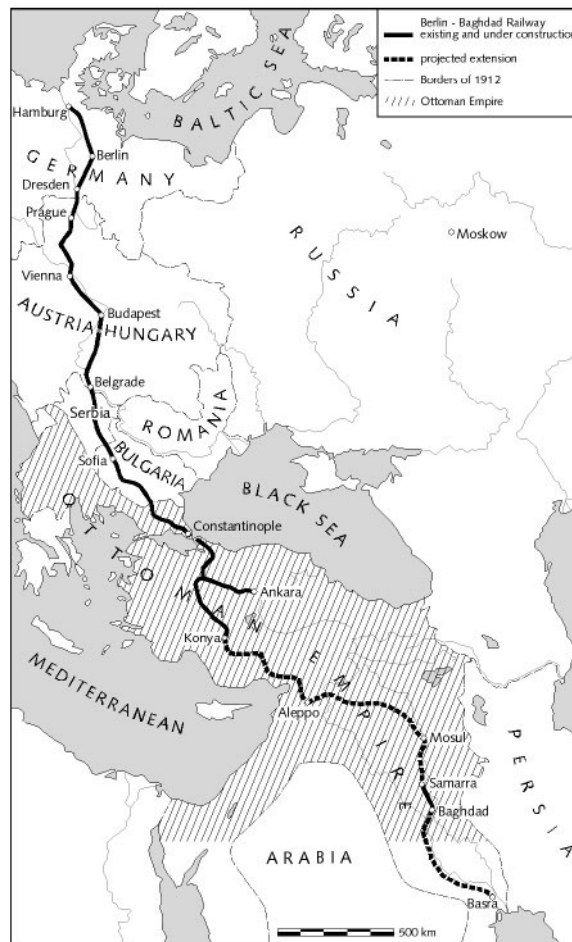 Berlin - Baghdad Railway
existing and under construction
projected extension
Borders of 1912
Ottoman Empire
BALTIC SEA
Hamburg
Berlin
GERMANY
Dresden
Prague
RUSSIA
Moskow
Vienna
Budapest
AUSTRIA HUNGARY
Belgrade
Serbia
ROMANIA
BULGARIA
Sofia
BLACK SEA
Constantinople
OTTOMAN EMPIRE
Ankara
Konya
MEDITERRANEAN
Aleppo
Mosul
Samarra
Baghdad
PERSIA
ARABIA
Basra
500 km